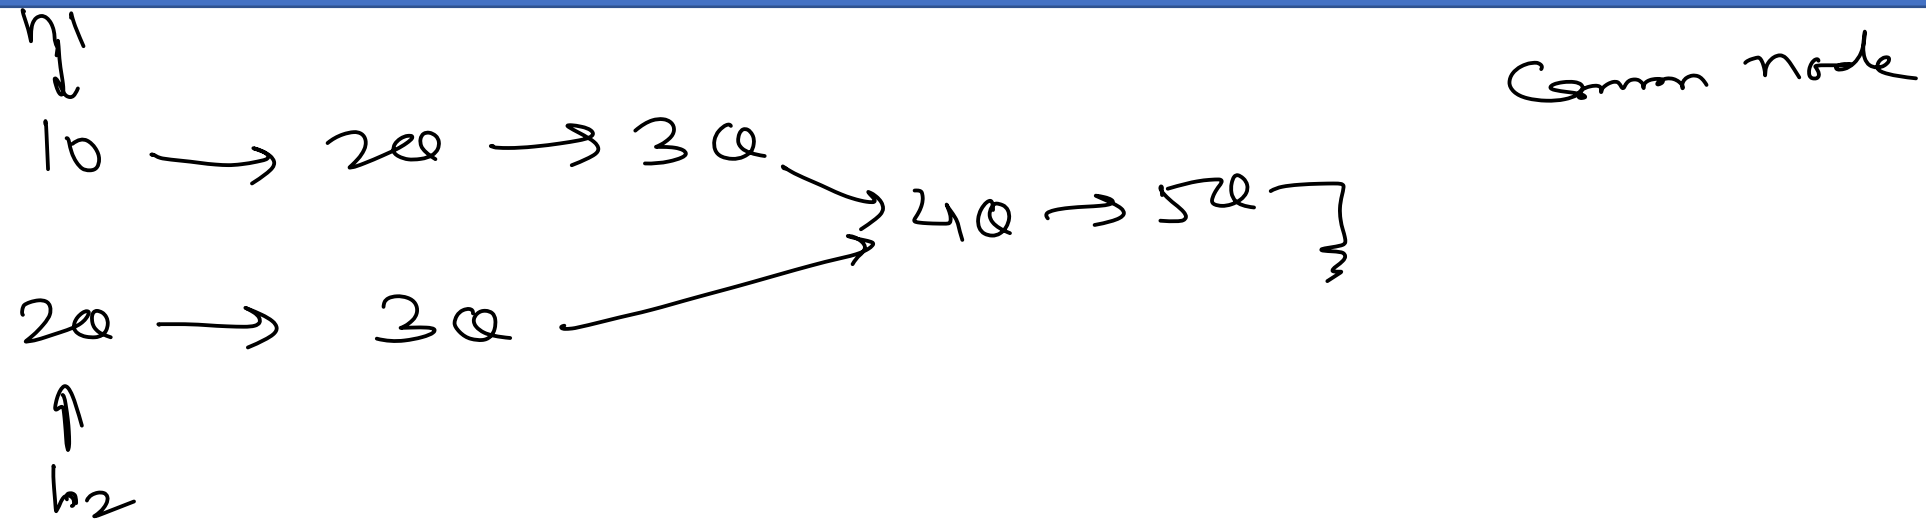 h1
Common node
10 → 20 → 30
40 → 50
20 → 30
h2